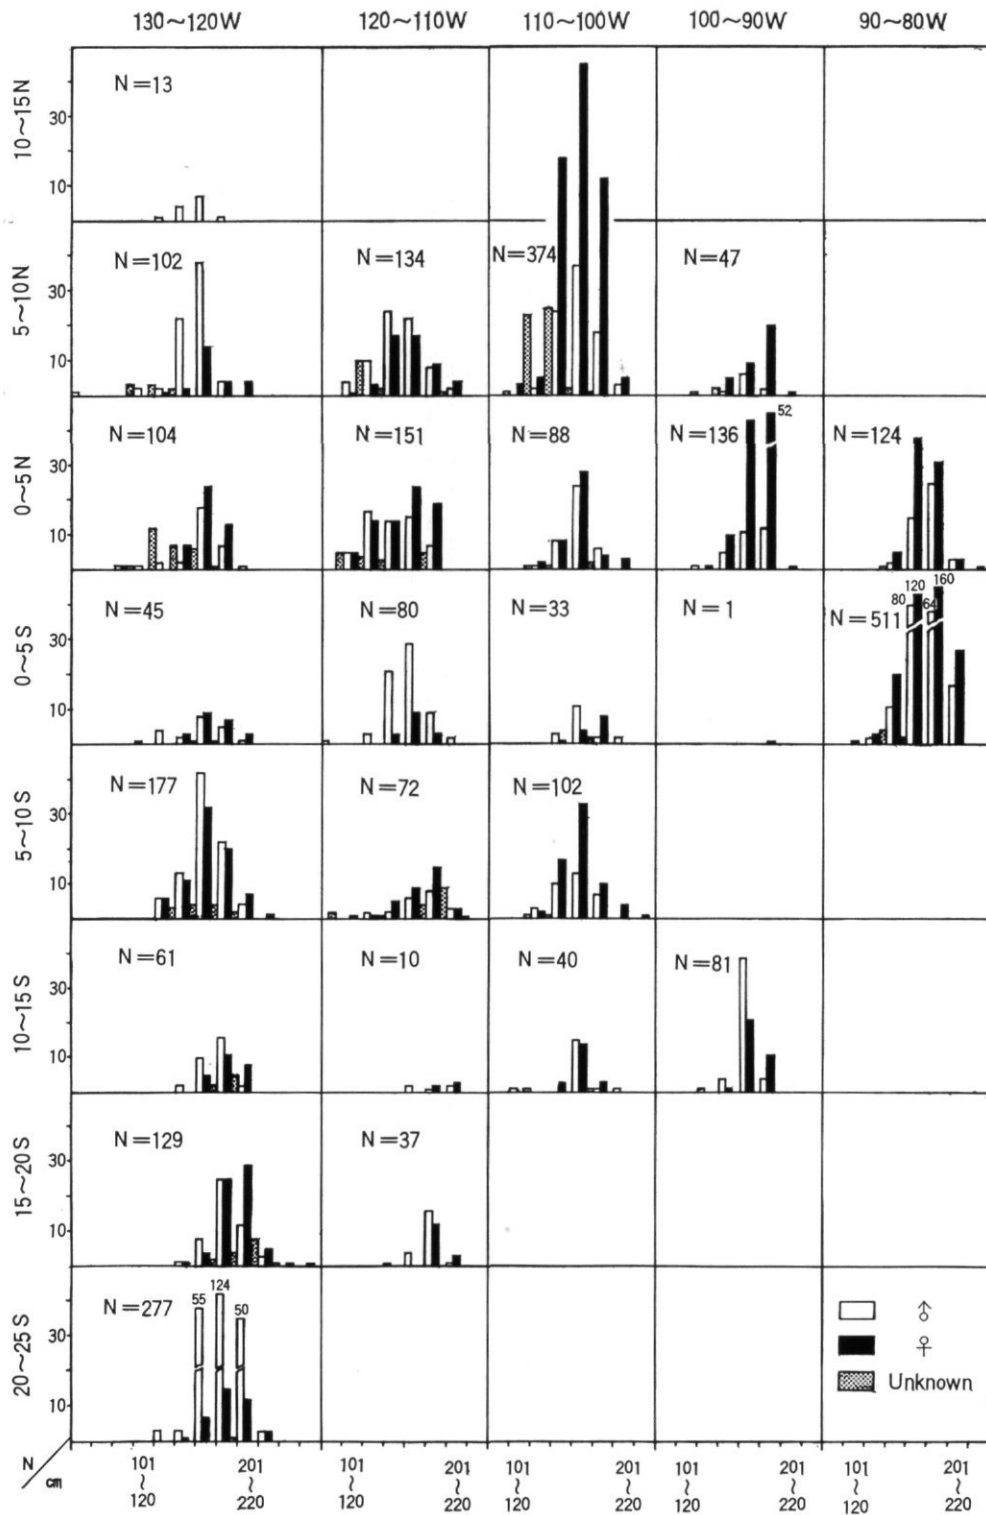 130~120W 120~110W 110~100W 100~90W 90~80W
10~15N
30
10
N=13
5~10N
30
10
N=102 N=134 N=374 N=47
0~5N
30
10
N=104 N=151 N=88 N=136 52 N=124
0~5S
30
10
N=45 N=80 N=33 N=1 N=511 80 120 64 160
5~10S
30
10
N=177 N=72 N=102
10~15S
30
10
N=61 N=10 N=40 N=81
15~20S
30
10
N=129 N=37
20~25S
30
10
N=277 55 124 50
♂
♀
Unknown
N/cm
101~120 201~220 101~120 201~220 101~120 201~220 101~120 201~220 101~120 201~220